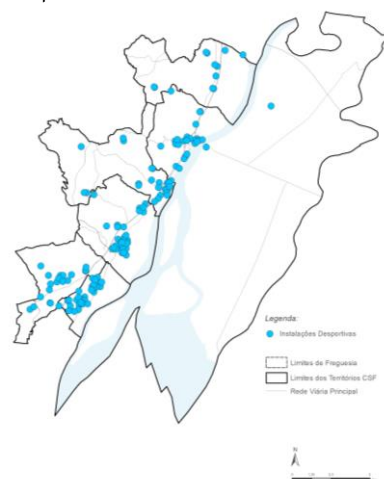 Legenda:
Instalações Desportivas
Limites de Freguesia
Limites dos Territórios CSF
Rede Viária Principal
N